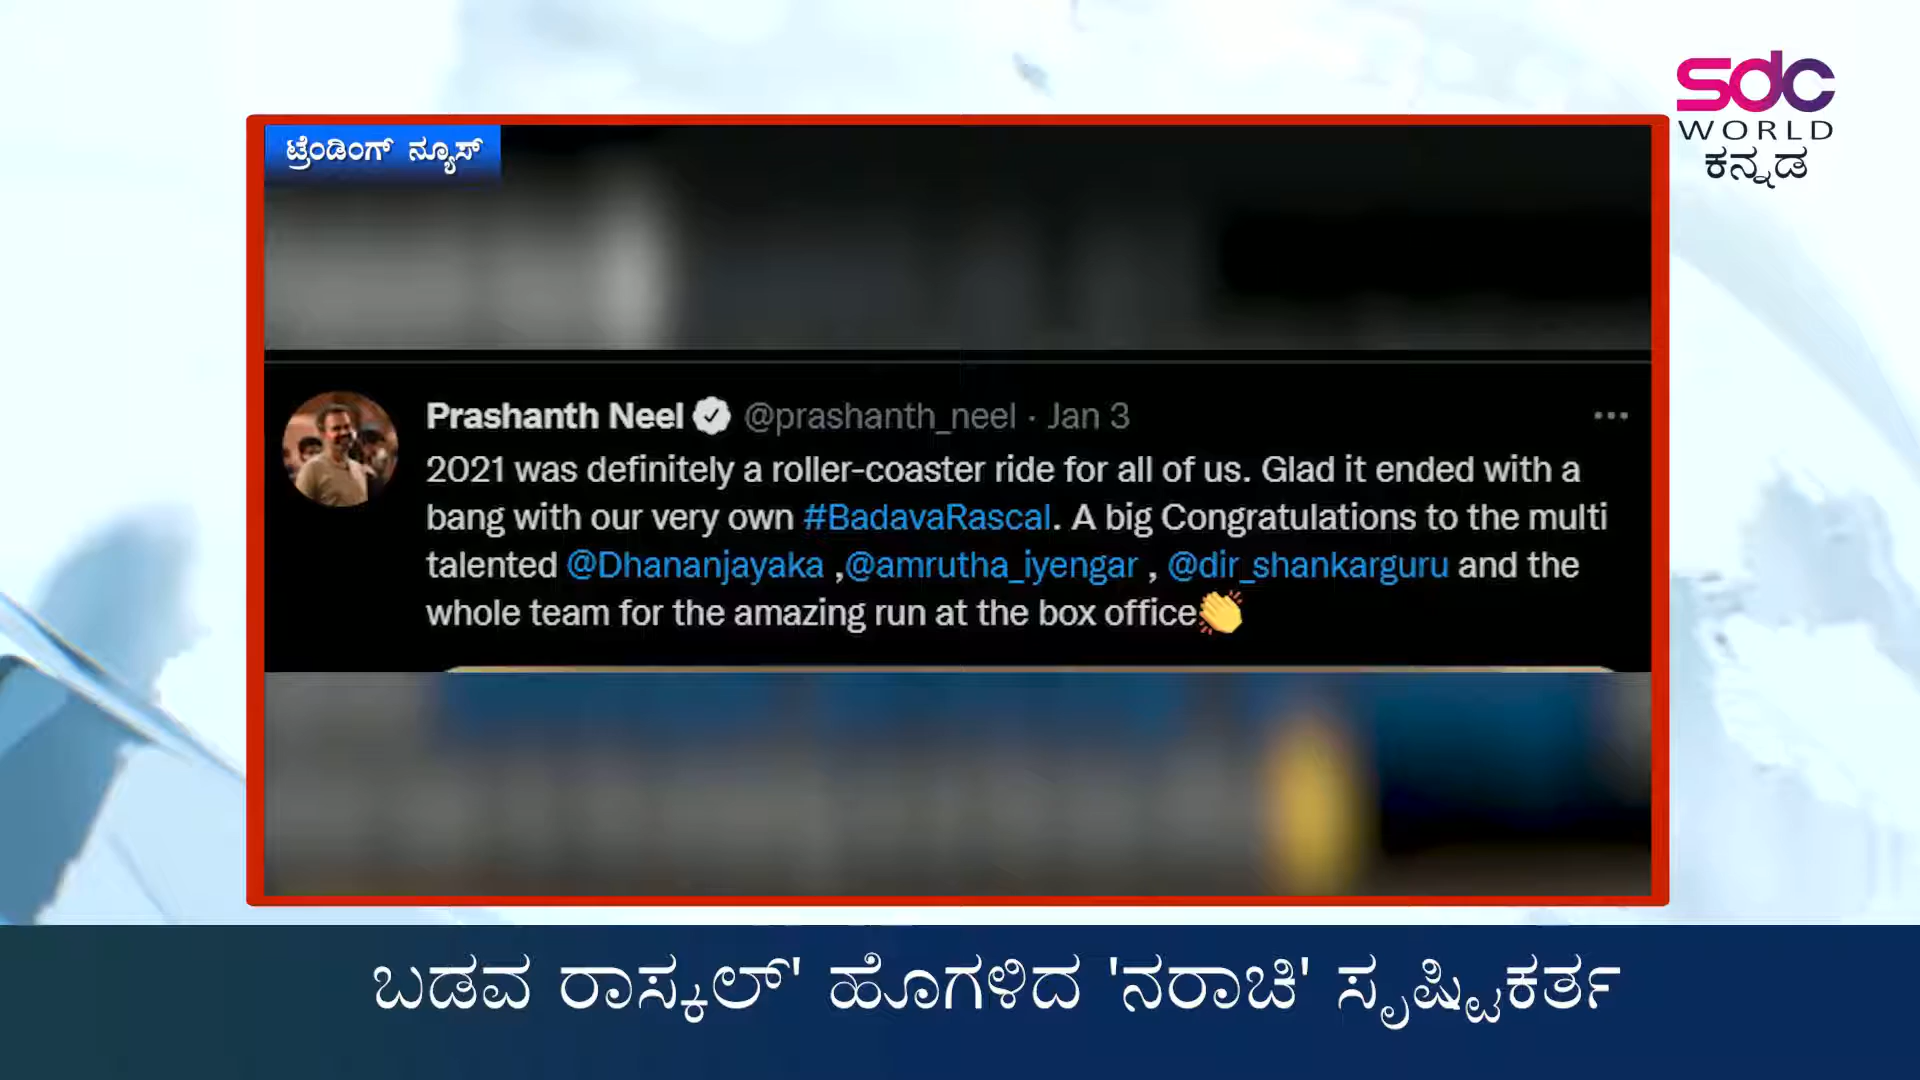 sdc
WORLD
ಕನ್ನಡ
ಟ್ರೆಂಡಿಂಗ್ ನ್ಯೂಸ್
Prashanth Neel @prashanth_neel · Jan 3
2021 was definitely a roller-coaster ride for all of us. Glad it ended with a
bang with our very own #BadavaRascal. A big Congratulations to the multi
talented @Dhananjayaka ,@amrutha_iyengar , @dir_shankarguru and the
whole team for the amazing run at the box office👏
ಬಡವ ರಾಸ್ಕಲ್' ಹೊಗಳಿದ 'ನರಾಚಿ' ಸೃಷ್ಟಿಕರ್ತ